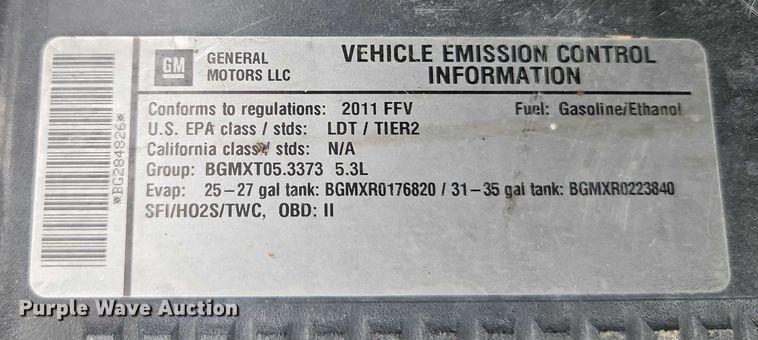 GM
GENERAL
MOTORS LLC
VEHICLE EMISSION CONTROL
INFORMATION
Conforms to regulations: 2011 FFV Fuel: Gasoline/Ethanol
U.S. EPA class / stds: LDT / TIER2
California class / stds: N/A
Group: BGMXT05.3373 5.3L
Evap: 25-27 gal tank: BGMXR0176820 / 31-35 gal tank: BGMXR0223840
SFI/HO2S/TWC, OBD: II
*BG284826*
Purple Wave Auction